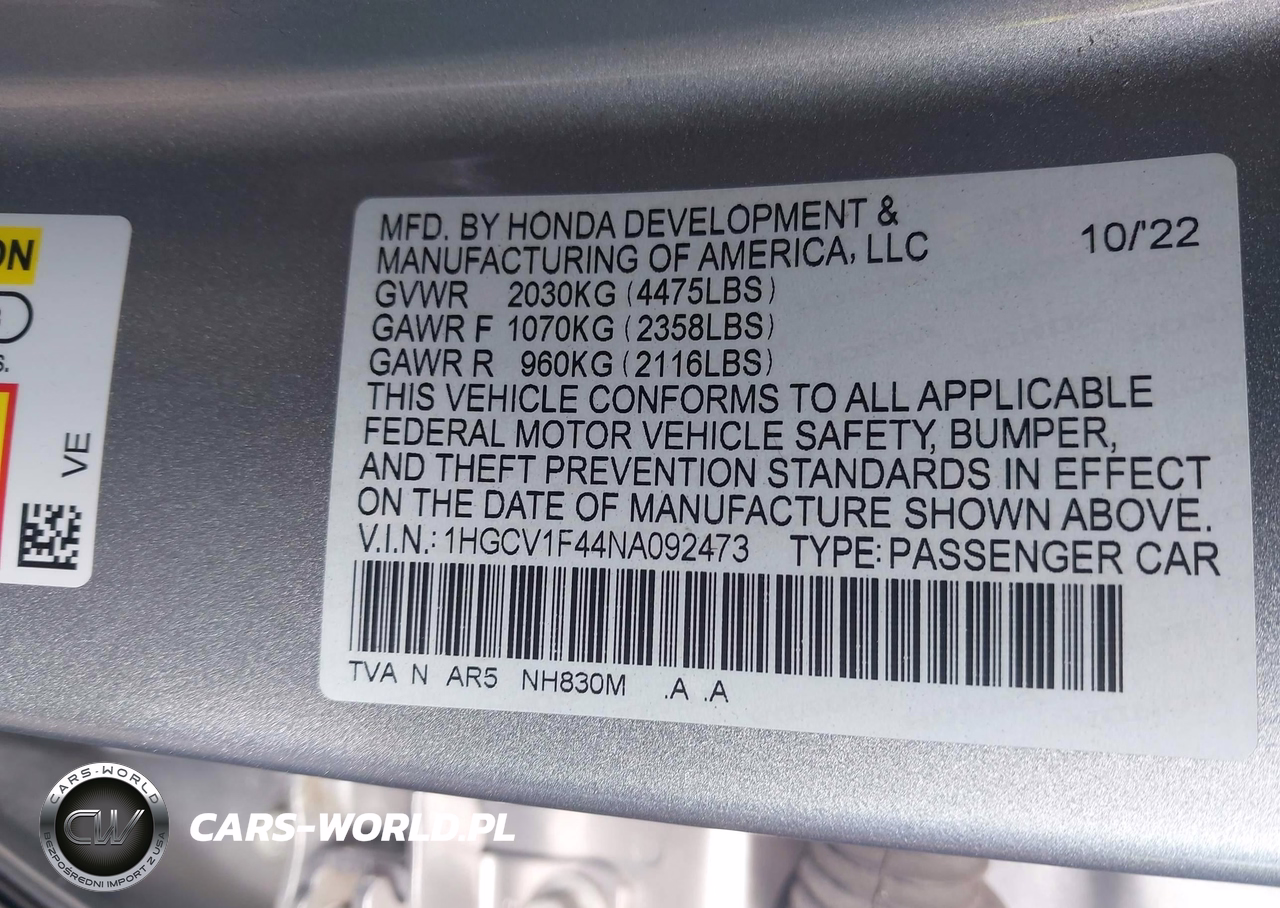 MFD. BY HONDA DEVELOPMENT &
MANUFACTURING OF AMERICA, LLC
10/'22
GVWR 2030KG (4475LBS)
GAWR F 1070KG (2358LBS)
GAWR R 960KG (2116LBS)
THIS VEHICLE CONFORMS TO ALL APPLICABLE
FEDERAL MOTOR VEHICLE SAFETY, BUMPER,
AND THEFT PREVENTION STANDARDS IN EFFECT
ON THE DATE OF MANUFACTURE SHOWN ABOVE.
V.I.N.: 1HGCV1F44NA092473 TYPE: PASSENGER CAR
TVA N AR5 NH830M .A .A
ON
S.
VE
CARS-WORLD
CW
BEZPOŚREDNI IMPORT Z USA
CARS-WORLD.PL